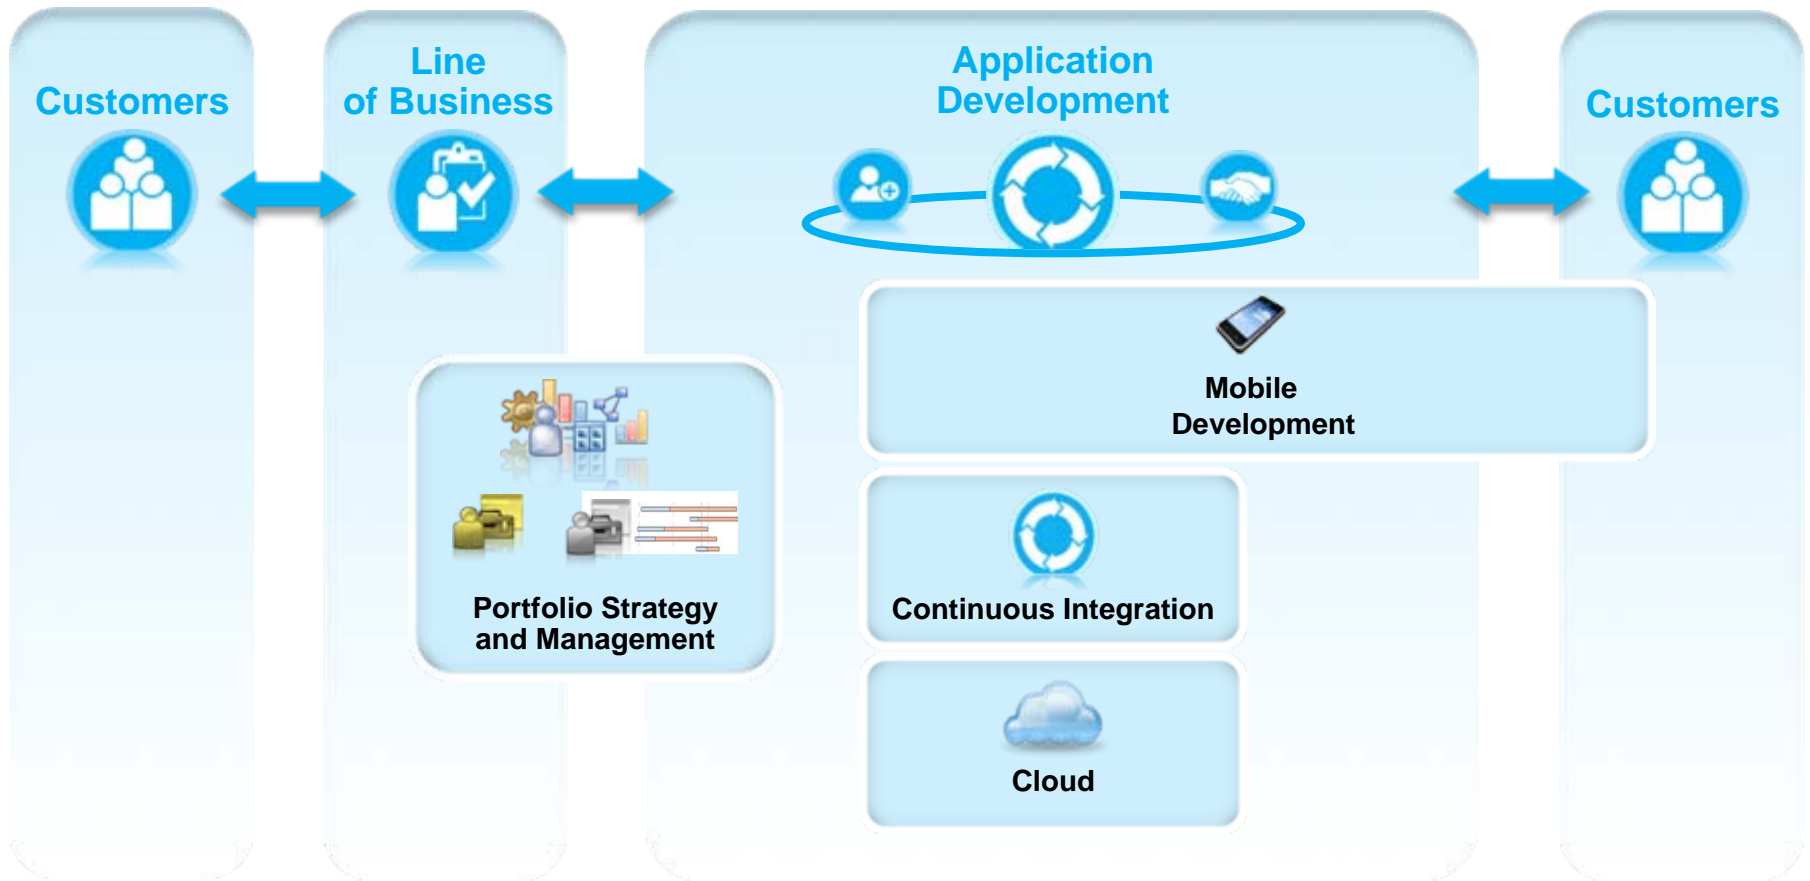 Customers
Line
of Business
Application
Development
Customers
Mobile
Development
Portfolio Strategy
and Management
Continuous Integration
Cloud